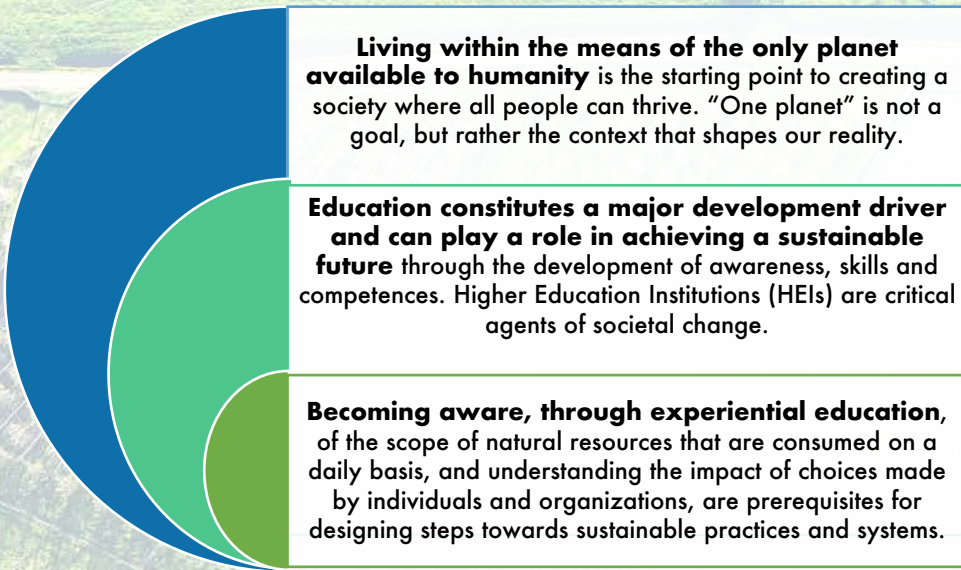 Living within the means of the only planet
available to humanity is the starting point to creating a
society where all people can thrive. “One planet” is not a
goal, but rather the context that shapes our reality.
Education constitutes a major development driver
and can play a role in achieving a sustainable
future through the development of awareness, skills and
competences. Higher Education Institutions (HEIs) are critical
agents of societal change.
Becoming aware, through experiential education,
of the scope of natural resources that are consumed on a
daily basis, and understanding the impact of choices made
by individuals and organizations, are prerequisites for
designing steps towards sustainable practices and systems.